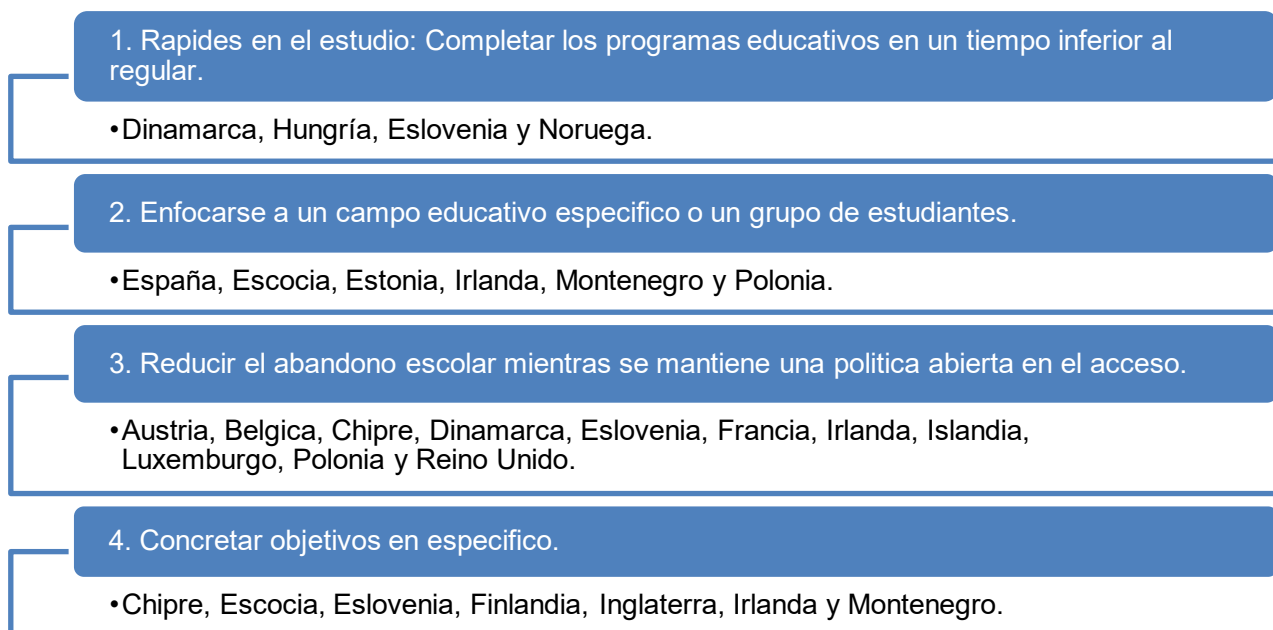 1. Rapides en el estudio: Completar los programas educativos en un tiempo inferior al
regular.
•Dinamarca, Hungría, Eslovenia y Noruega.
2. Enfocarse a un campo educativo especifico o un grupo de estudiantes.
•España, Escocia, Estonia, Irlanda, Montenegro y Polonia.
3. Reducir el abandono escolar mientras se mantiene una politica abierta en el acceso.
•Austria, Belgica, Chipre, Dinamarca, Eslovenia, Francia, Irlanda, Islandia,
Luxemburgo, Polonia y Reino Unido.
4. Concretar objetivos en especifico.
•Chipre, Escocia, Eslovenia, Finlandia, Inglaterra, Irlanda y Montenegro.